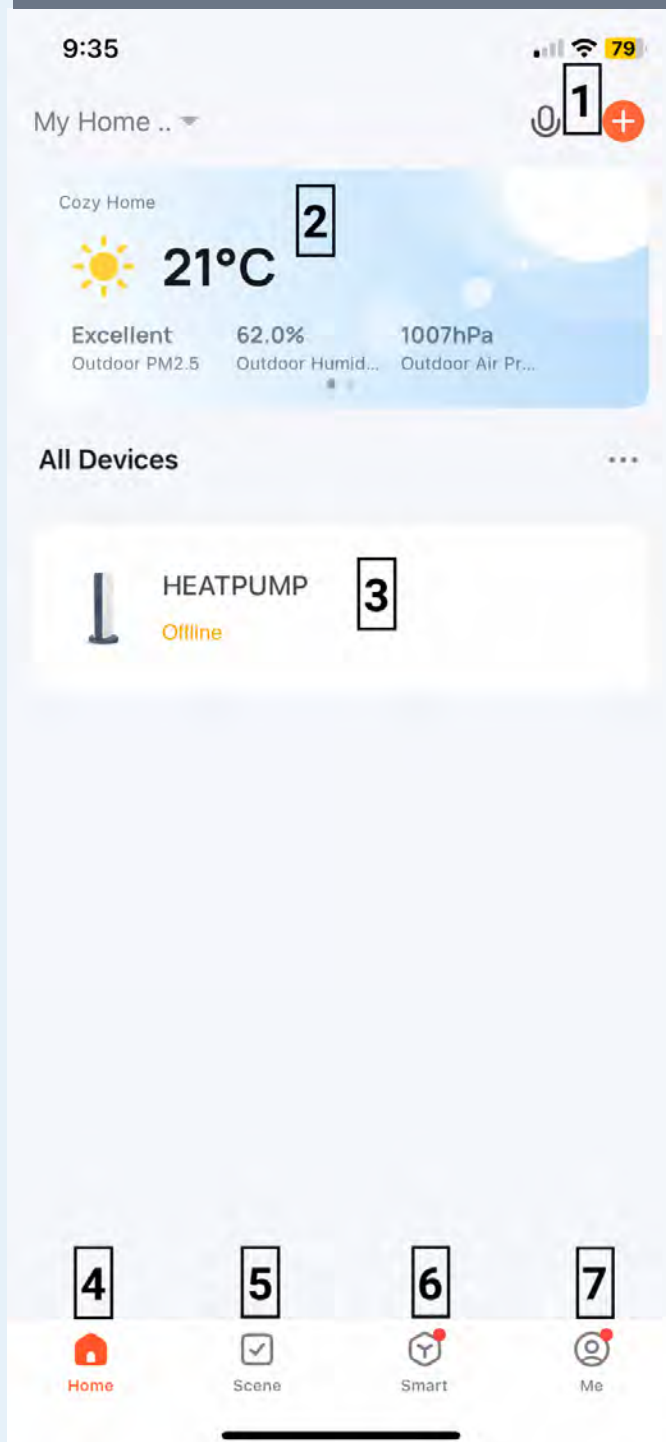 9:35
79
1
My Home ..
Cozy Home
2
21°C
Excellent
62.0%
1007hPa
Outdoor PM2.5
Outdoor Humid...
Outdoor Air Pr...
All Devices
...
HEATPUMP
3
Offline
4
5
6
7
Home
Scene
Smart
Me